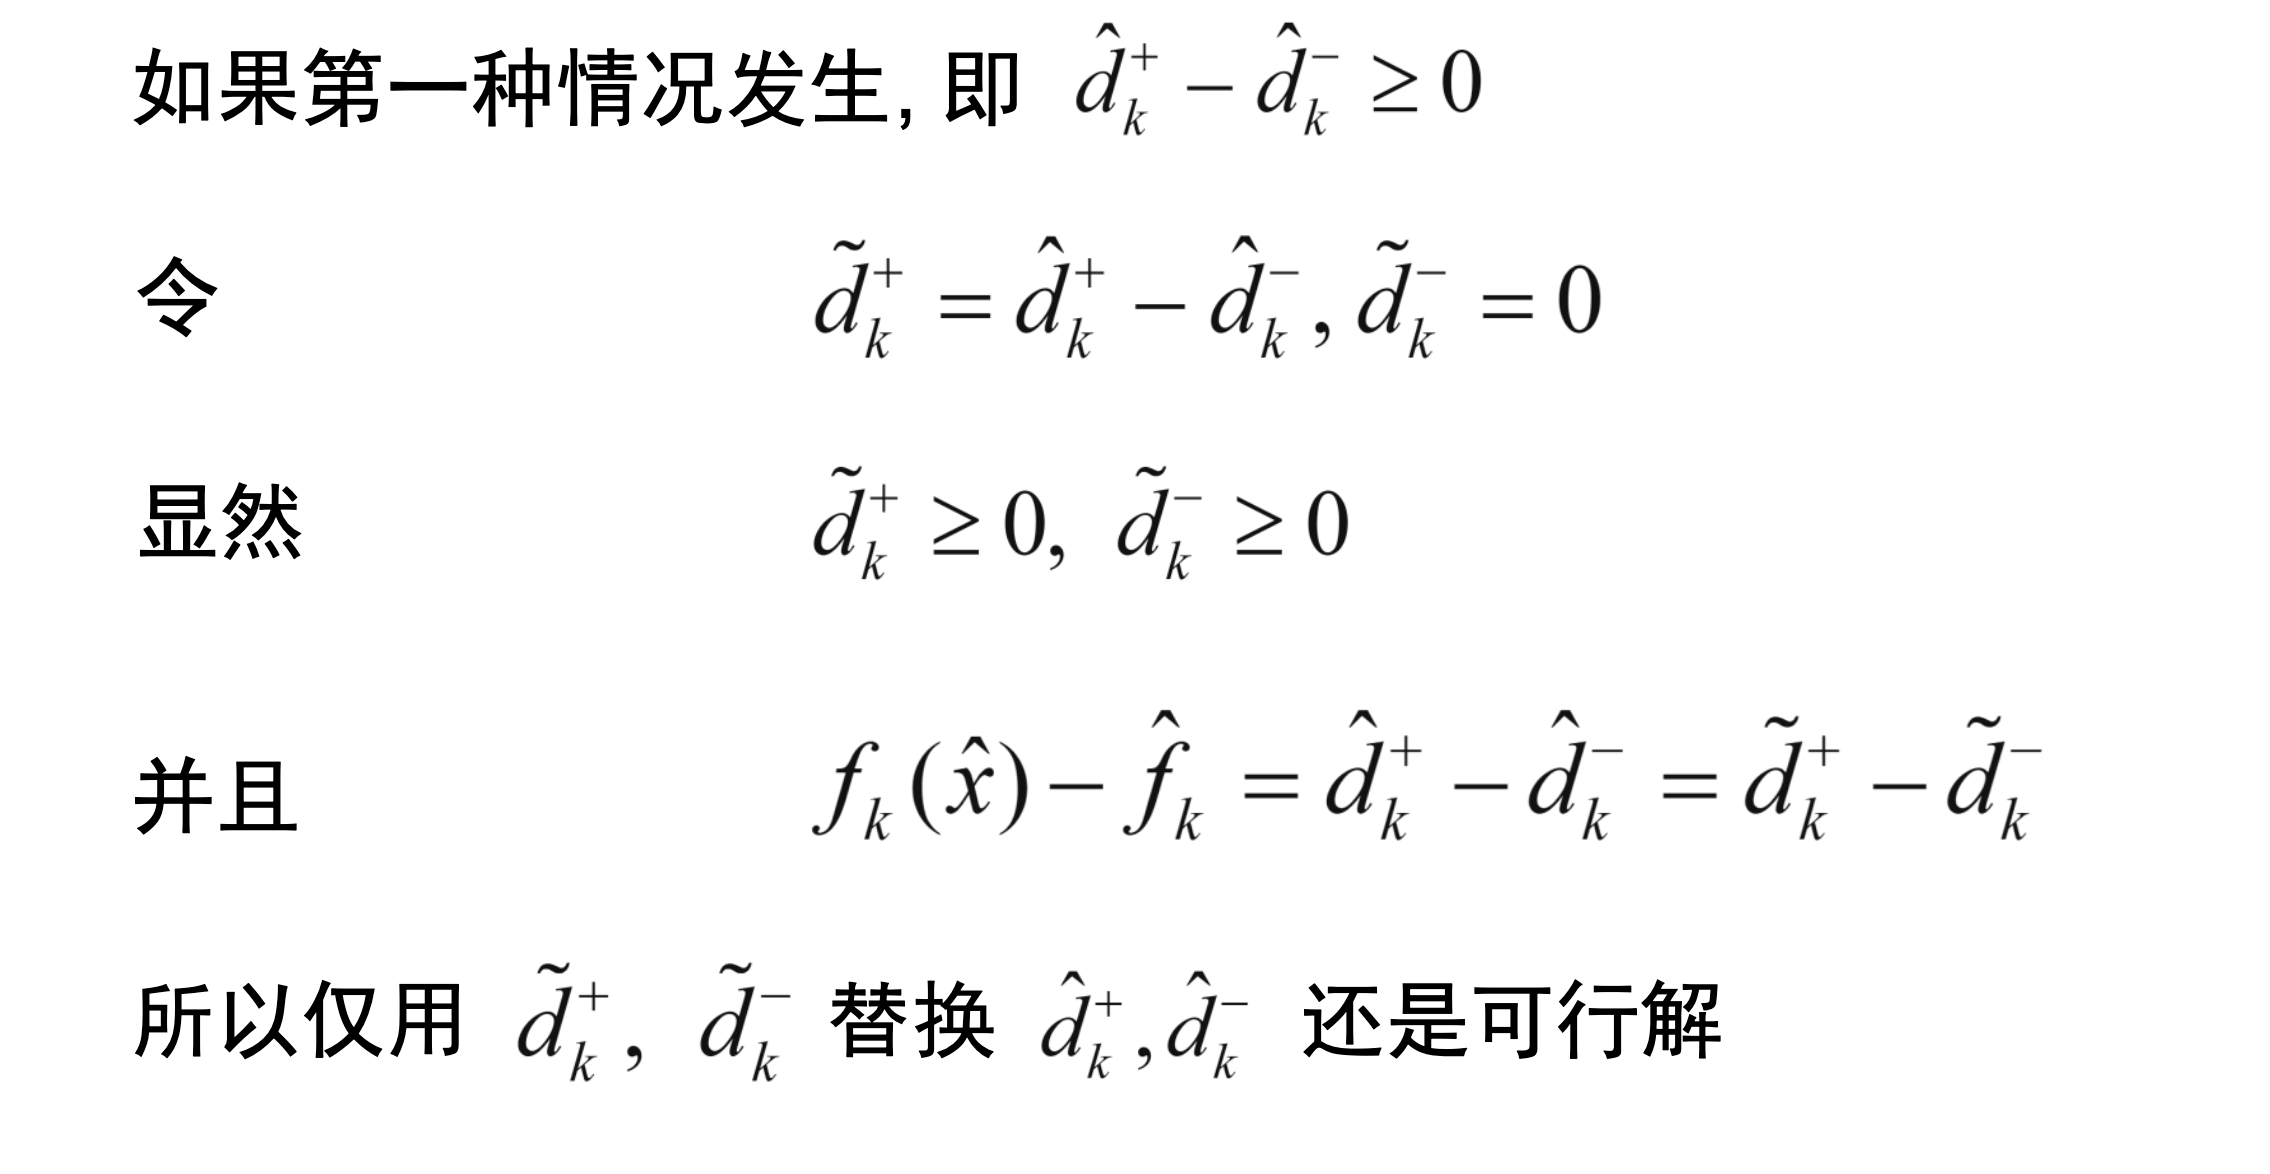 如果第一种情况发生, 即 $\hat{d}_k^+ - \hat{d}_k^- \geq 0$
令 $\tilde{d}_k^+ = \hat{d}_k^+ - \hat{d}_k^-, \tilde{d}_k^- = 0$
显然 $\tilde{d}_k^+ \geq 0, \tilde{d}_k^- \geq 0$
并且 $f_k(\hat{x}) - \hat{f}_k = \hat{d}_k^+ - \hat{d}_k^- = \tilde{d}_k^+ - \tilde{d}_k^-$
所以仅用 $\tilde{d}_k^+, \tilde{d}_k^-$ 替换 $\hat{d}_k^+, \hat{d}_k^-$ 还是可行解